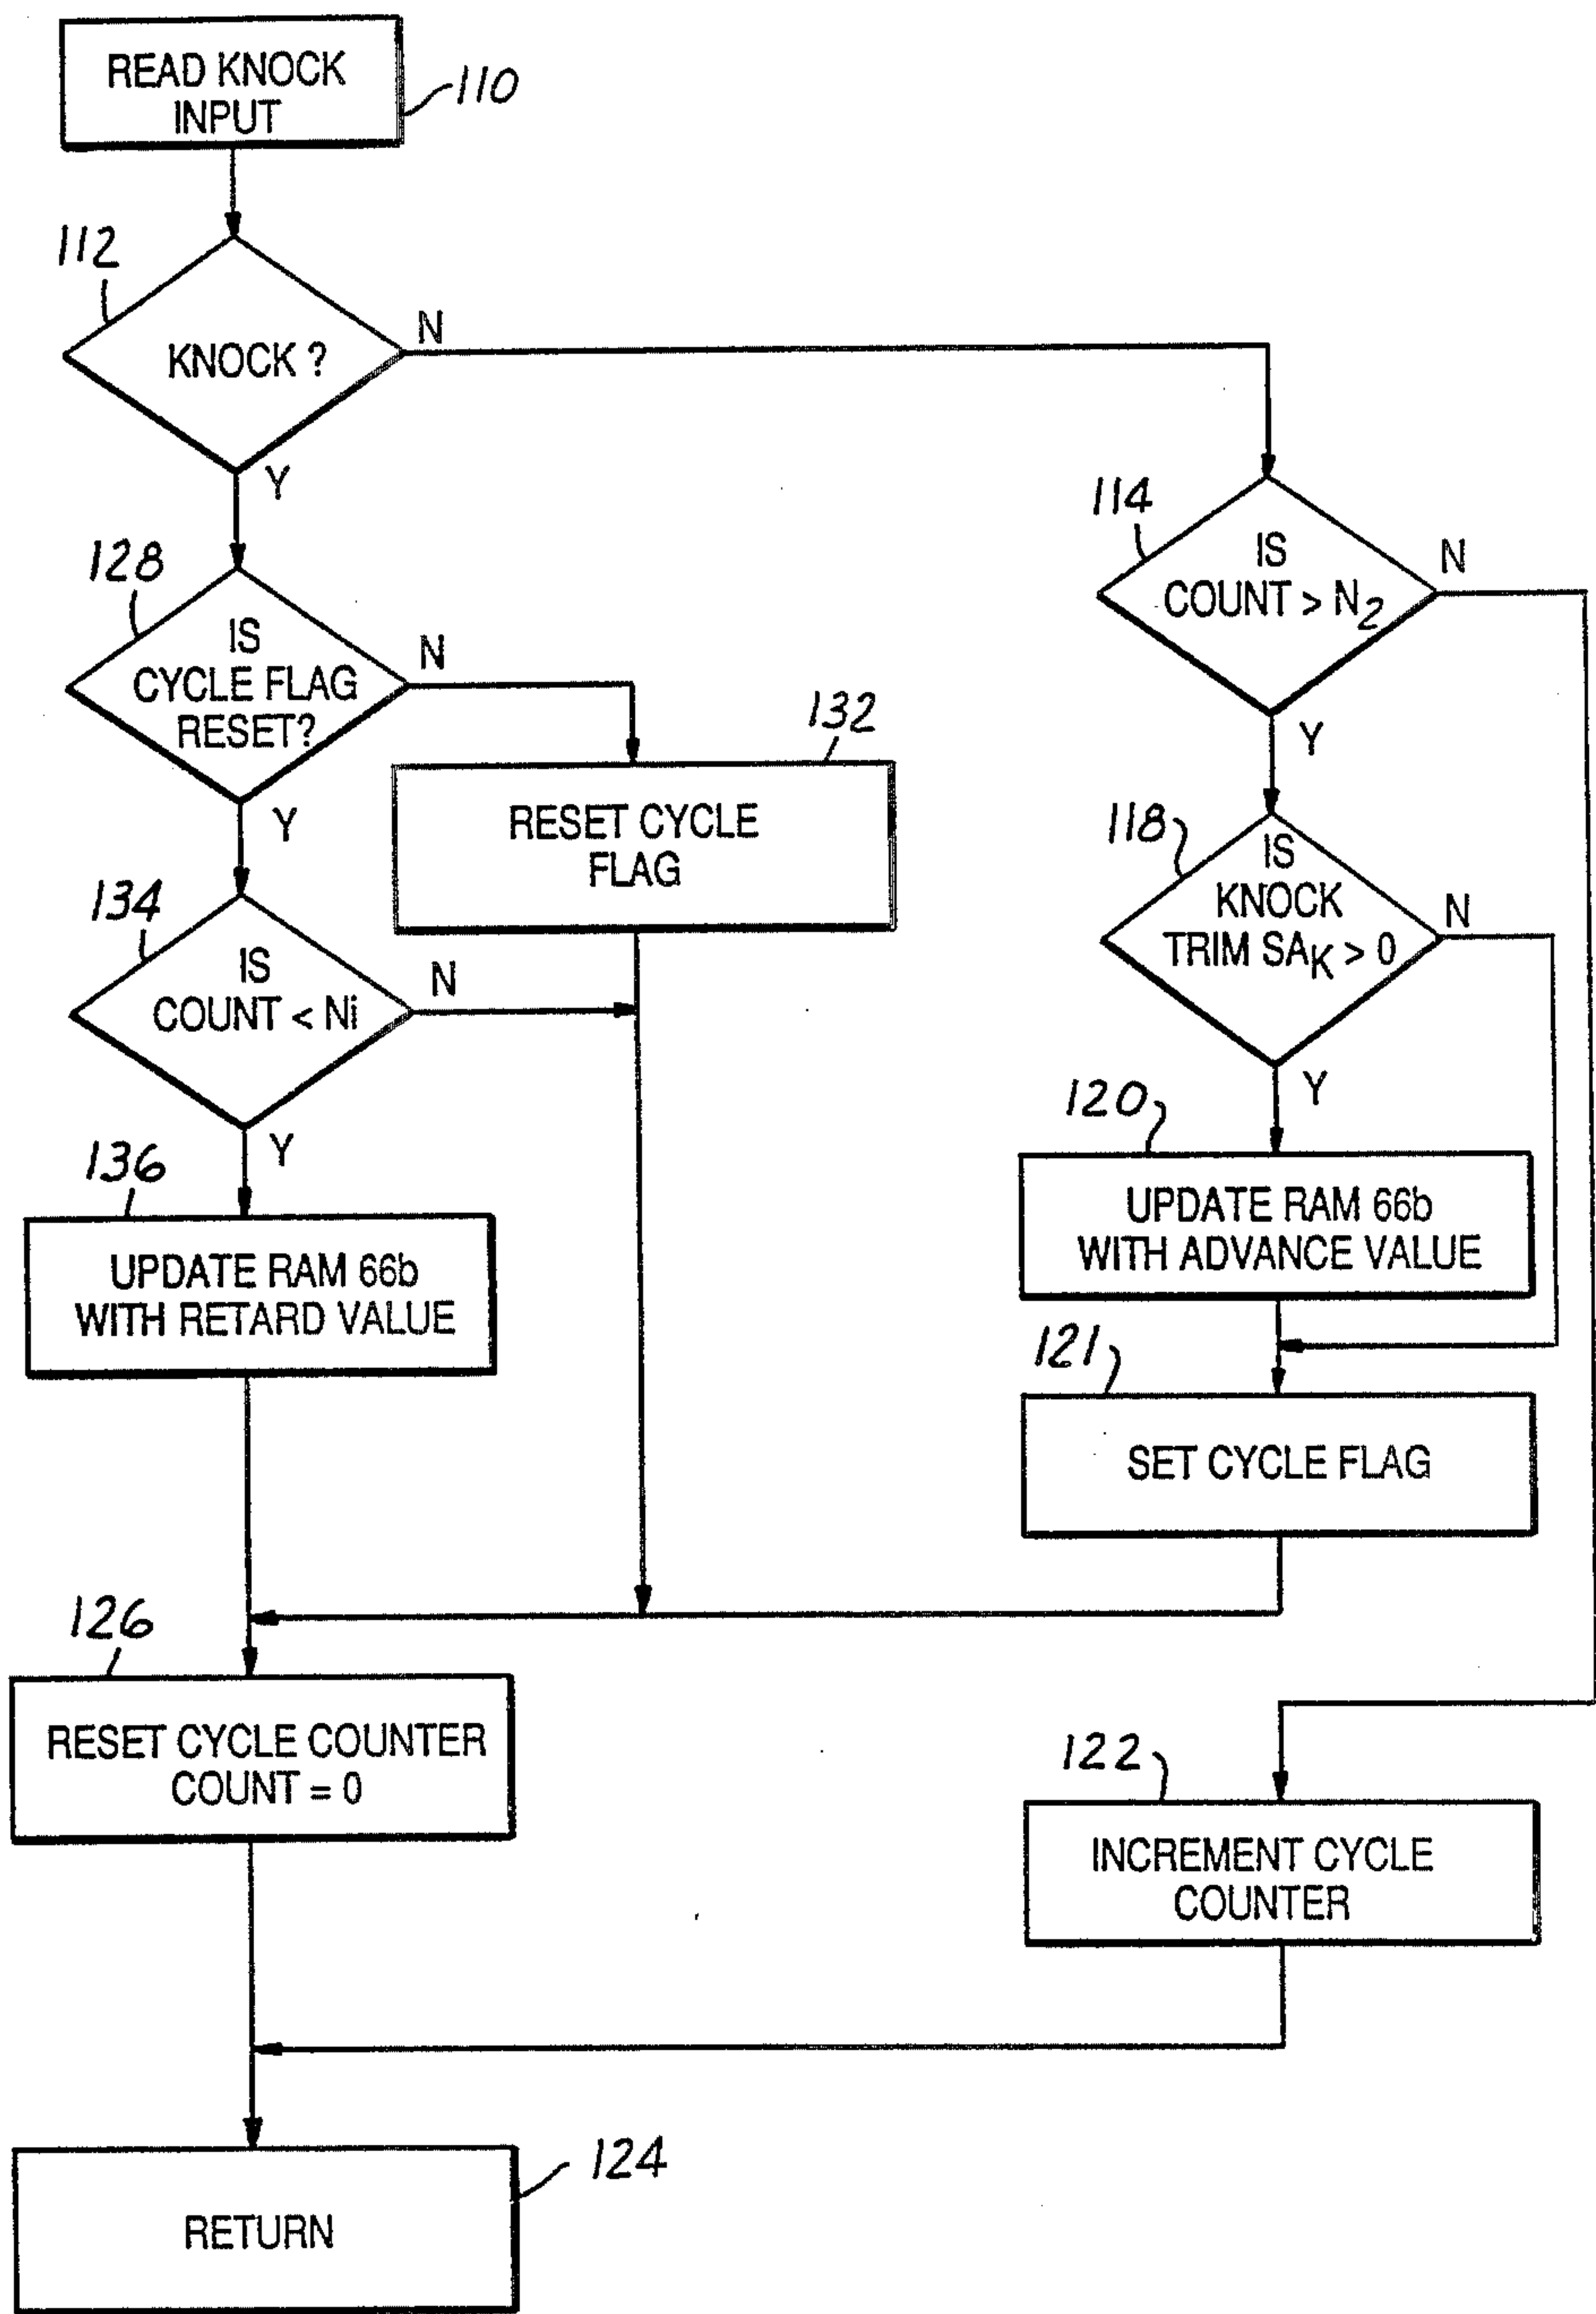 READ KNOCK
INPUT
110
112
KNOCK ?
N
Y
128
IS
CYCLE FLAG
RESET?
N
Y
132
RESET CYCLE
FLAG
134
IS
COUNT < Ni
N
Y
136
UPDATE RAM 66b
WITH RETARD VALUE
114
IS
COUNT > N2
N
Y
118
IS
KNOCK
TRIM SAK > 0
N
Y
120
UPDATE RAM 66b
WITH ADVANCE VALUE
121
SET CYCLE FLAG
126
RESET CYCLE COUNTER
COUNT = 0
122
INCREMENT CYCLE
COUNTER
124
RETURN